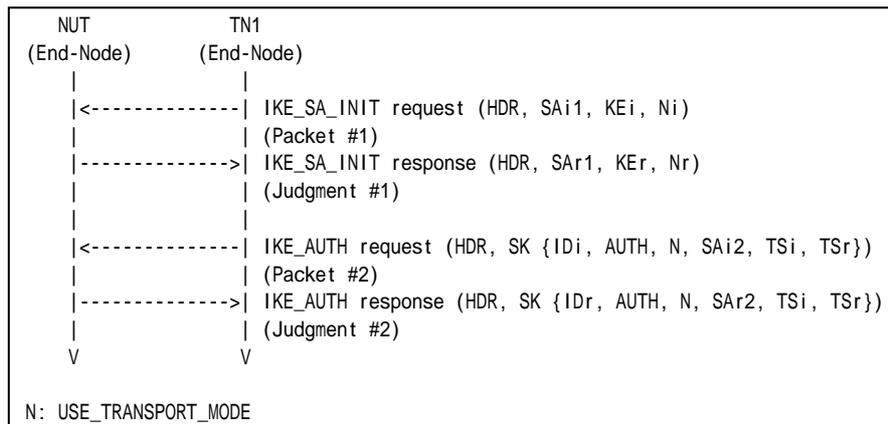 NUT TN1
(End-Node) (End-Node)
| |
|<--------------| IKE_SA_INIT request (HDR, SAi1, KEi, Ni)
| | (Packet #1)
|-------------->| IKE_SA_INIT response (HDR, SAr1, KEr, Nr)
| | (Judgment #1)
| |
|<--------------| IKE_AUTH request (HDR, SK {IDi, AUTH, N, SAi2, TSi, TSr})
| | (Packet #2)
|-------------->| IKE_AUTH response (HDR, SK {IDr, AUTH, N, SAr2, TSi, TSr})
| | (Judgment #2)
V V
N: USE_TRANSPORT_MODE